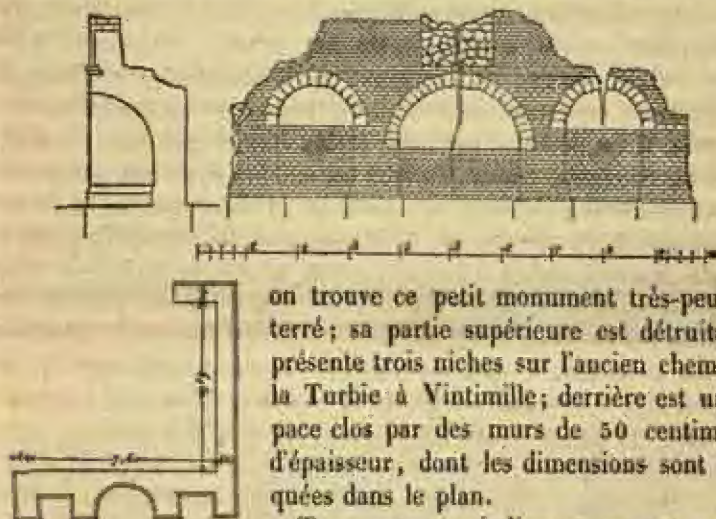 on trouve ce petit monument très-peu
terré; sa partie supérieure est détruit
présente trois niches sur l'ancien chem
la Turbie à Vintimille; derrière est u
pace clos par des murs de 50 centim
d'épaisseur, dont les dimensions sont
quées dans le plan.